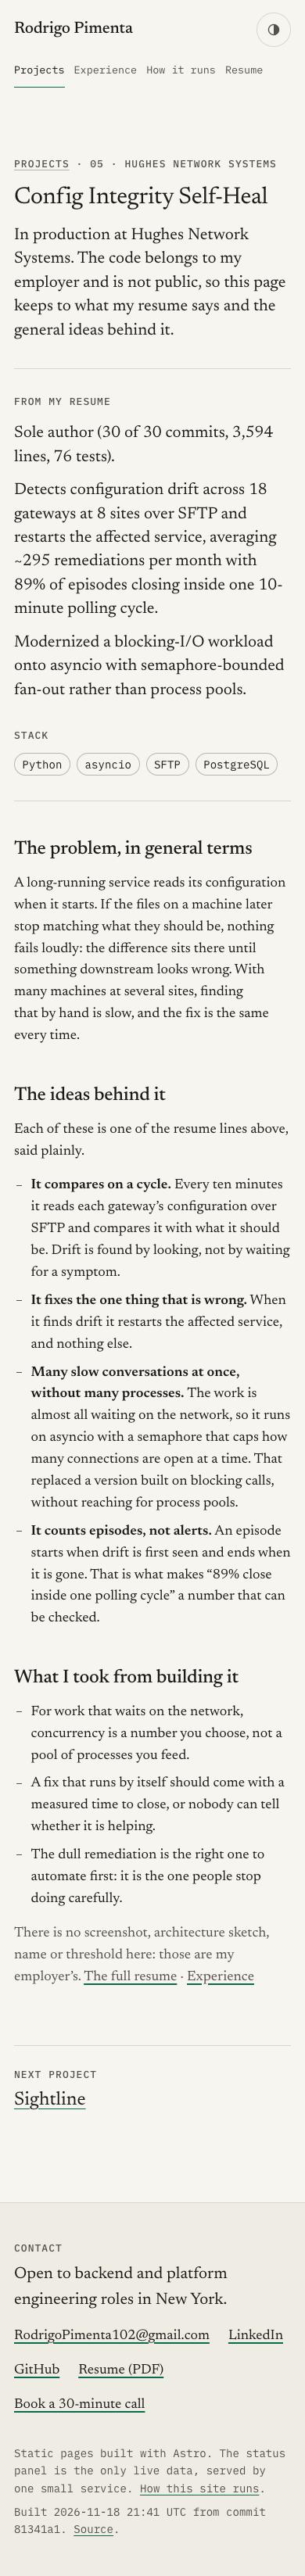 Rodrigo Pimenta
Projects Experience How it runs Resume
PROJECTS · 05 · HUGHES NETWORK SYSTEMS
Config Integrity Self-Heal
In production at Hughes Network
Systems. The code belongs to my
employer and is not public, so this page
keeps to what my resume says and the
general ideas behind it.
FROM MY RESUME
Sole author (30 of 30 commits, 3,594
lines, 76 tests).
Detects configuration drift across 18
gateways at 8 sites over SFTP and
restarts the affected service, averaging
~295 remediations per month with
89% of episodes closing inside one 10-
minute polling cycle.
Modernized a blocking-I/O workload
onto asyncio with semaphore-bounded
fan-out rather than process pools.
STACK
Python asyncio SFTP PostgreSQL
The problem, in general terms
A long-running service reads its configuration
when it starts. If the files on a machine later
stop matching what they should be, nothing
fails loudly: the difference sits there until
something downstream looks wrong. With
many machines at several sites, finding
that by hand is slow, and the fix is the same
every time.
The ideas behind it
Each of these is one of the resume lines above,
said plainly.
– It compares on a cycle. Every ten minutes
it reads each gateway’s configuration over
SFTP and compares it with what it should
be. Drift is found by looking, not by waiting
for a symptom.
– It fixes the one thing that is wrong. When
it finds drift it restarts the affected service,
and nothing else.
– Many slow conversations at once,
without many processes. The work is
almost all waiting on the network, so it runs
on asyncio with a semaphore that caps how
many connections are open at a time. That
replaced a version built on blocking calls,
without reaching for process pools.
– It counts episodes, not alerts. An episode
starts when drift is first seen and ends when
it is gone. That is what makes “89% close
inside one polling cycle” a number that can
be checked.
What I took from building it
– For work that waits on the network,
concurrency is a number you choose, not a
pool of processes you feed.
– A fix that runs by itself should come with a
measured time to close, or nobody can tell
whether it is helping.
– The dull remediation is the right one to
automate first: it is the one people stop
doing carefully.
There is no screenshot, architecture sketch,
name or threshold here: those are my
employer’s. The full resume · Experience
NEXT PROJECT
Sightline
CONTACT
Open to backend and platform
engineering roles in New York.
RodrigoPimenta102@gmail.com LinkedIn
GitHub Resume (PDF)
Book a 30-minute call
Static pages built with Astro. The status
panel is the only live data, served by
one small service. How this site runs.
Built 2026-11-18 21:41 UTC from commit
81341a1. Source.